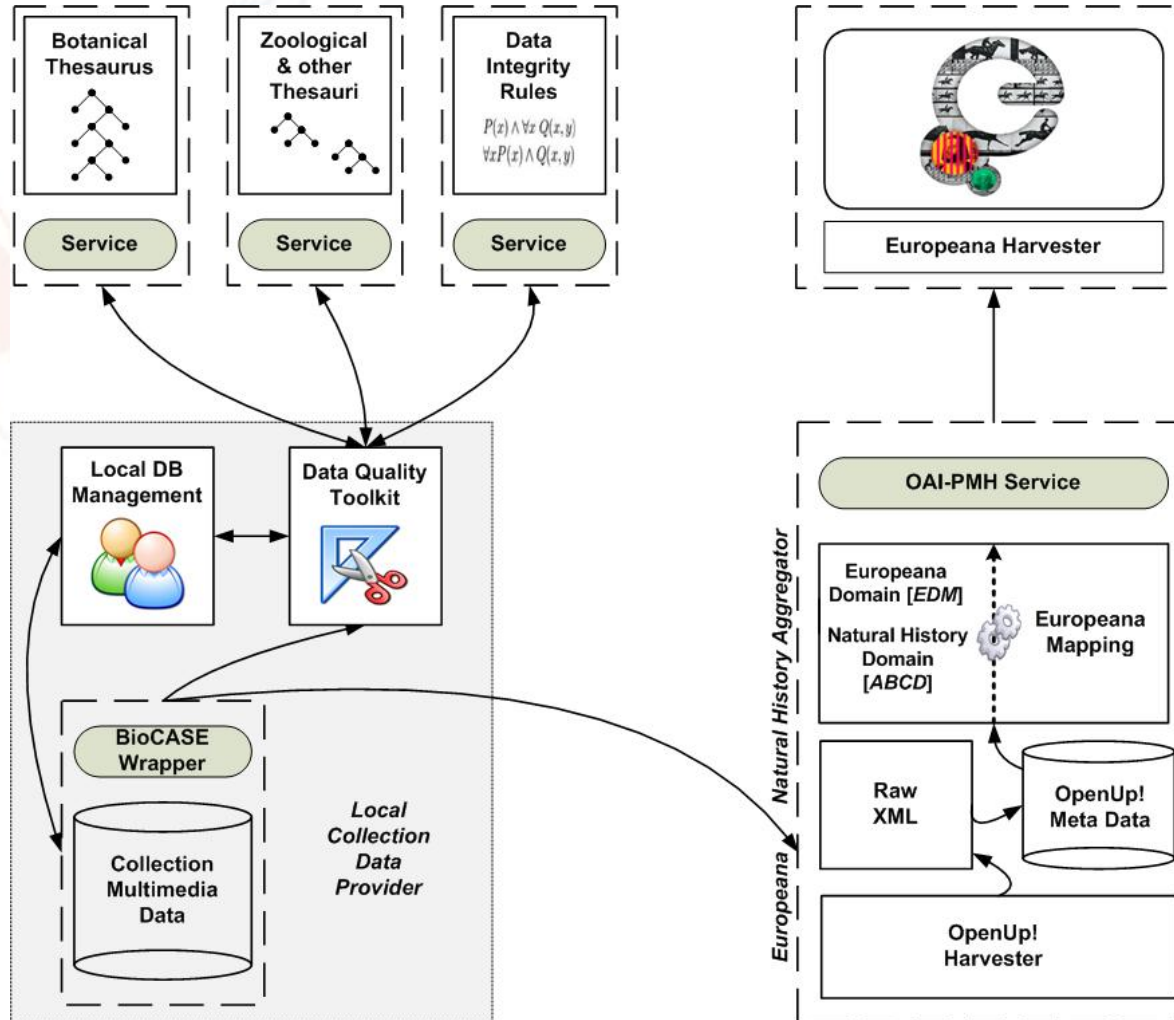 Botanical
Thesaurus
Service
Zoological
& other
Thesauri
Service
Data
Integrity
Rules
P(x) ∧ ∀x Q(x, y)
∀xP(x) ∧ Q(x, y)
Service
Europeana Harvester
Local DB
Management
Data Quality
Toolkit
BioCASE
Wrapper
Collection
Multimedia
Data
Local
Collection
Data
Provider
European Natural History Aggregator
OAI-PMH Service
Europeana
Domain [EDM]
Natural History
Domain
[ABCD]
Europeana
Mapping
Raw
XML
OpenUp!
Meta Data
OpenUp!
Harvester